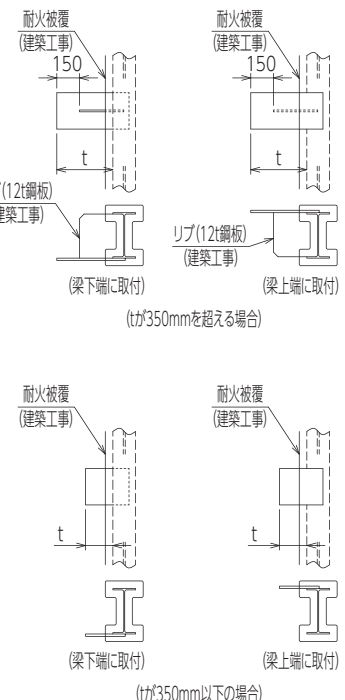 耐火被覆
(建築工事)
150
t
(12t鋼板)
建築工事)
(梁下端に取付)
耐火被覆
(建築工事)
150
t
リブ(12t鋼板)
(建築工事)
(梁上端に取付)
(tが350mmを超える場合)
耐火被覆
(建築工事)
t
(梁下端に取付)
耐火被覆
(建築工事)
t
(梁上端に取付)
(tが350mm以下の場合)